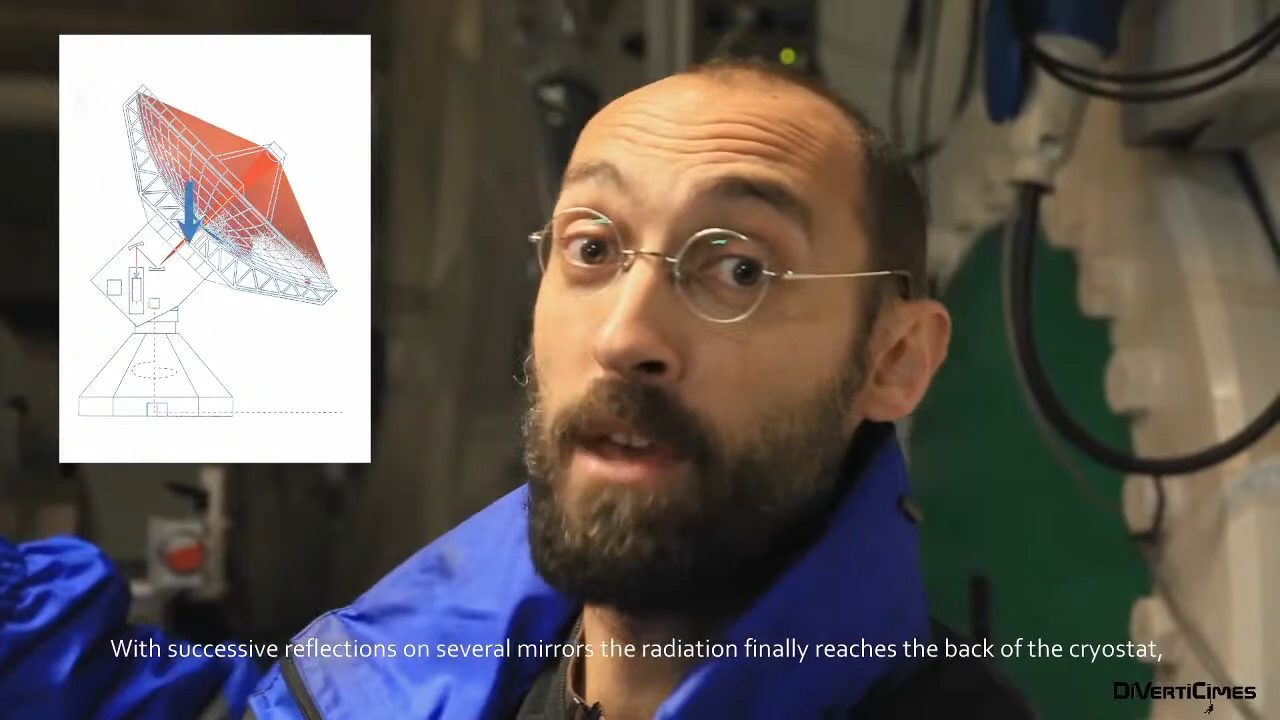 With successive reflections on several mirrors the radiation finally reaches the back of the cryostat,
DiVertiCimes